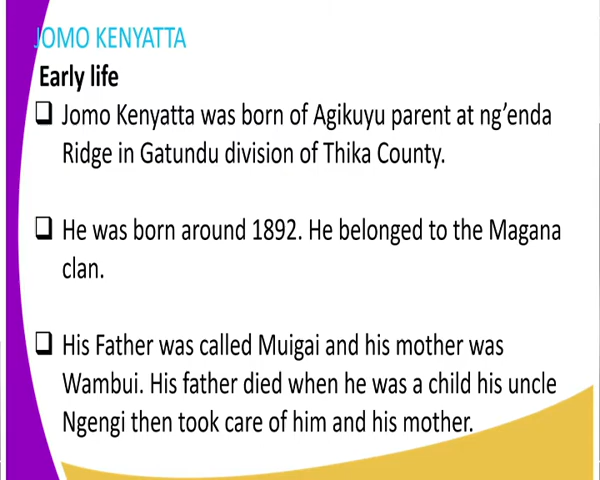 JOMO KENYATTA
Early life
❑ Jomo Kenyatta was born of Agikuyu parent at ng’enda
Ridge in Gatundu division of Thika County.
❑ He was born around 1892. He belonged to the Magana
clan.
❑ His Father was called Muigai and his mother was
Wambui. His father died when he was a child his uncle
Ngengi then took care of him and his mother.